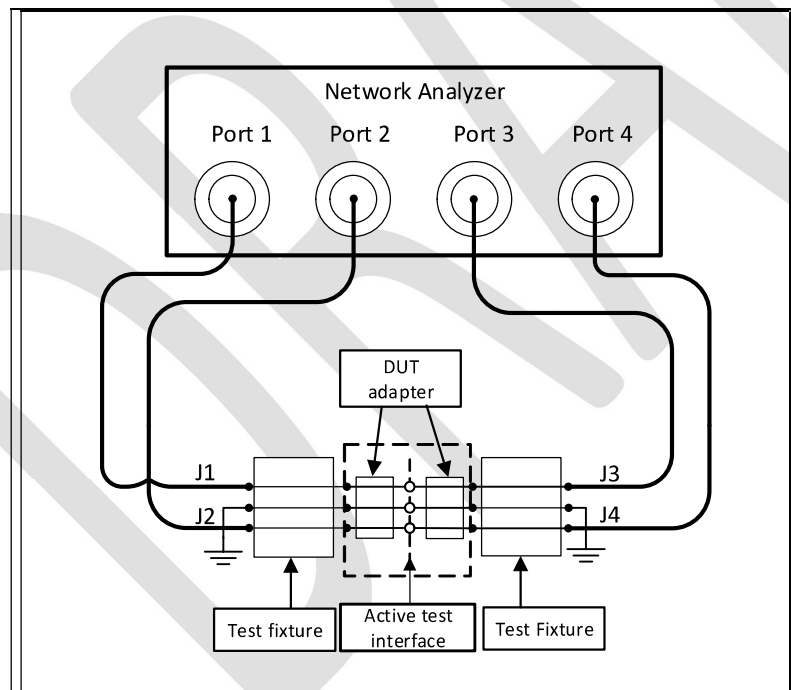 Network Analyzer
Port 1 Port 2 Port 3 Port 4
DUT
adapter
J1 J3
J2 J4
Test fixture
Active test
interface
Test Fixture